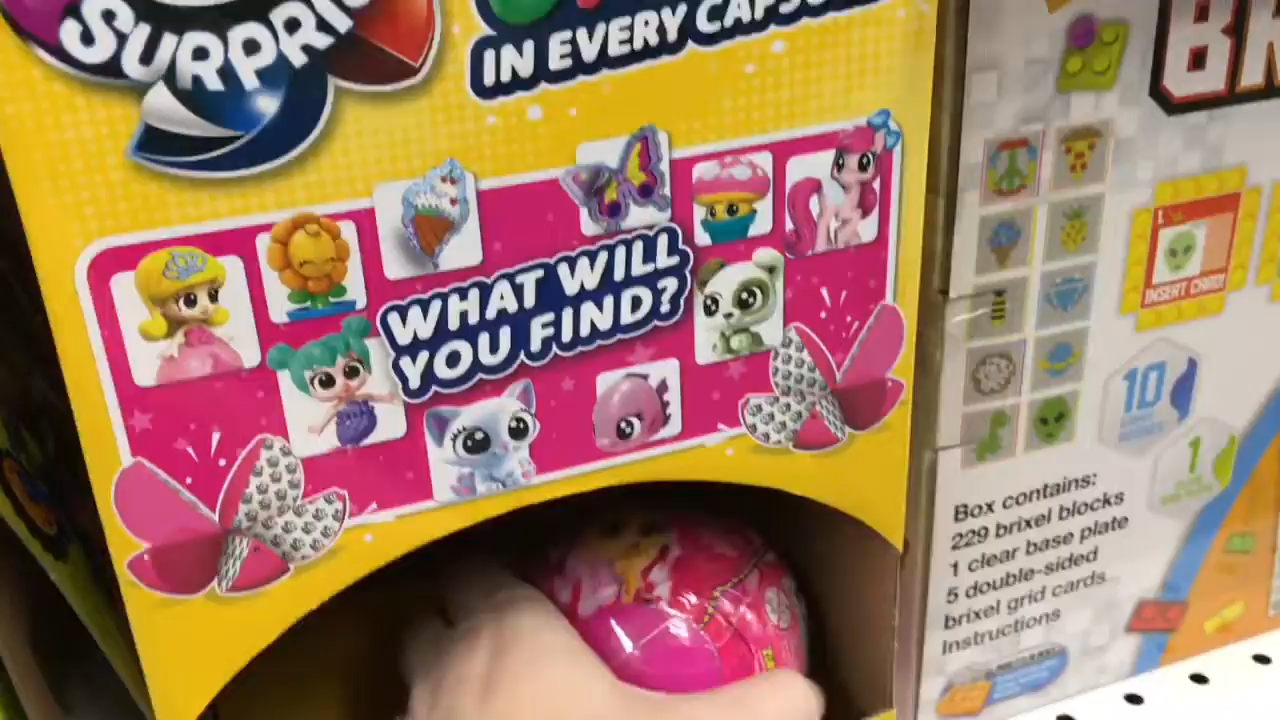 SURPRI
IN EVERY CAPSU
WHAT WILL
YOU FIND?
BR
INSERT CARD!
10
1
Box contains:
229 brixel blocks
1 clear base plate
5 double-sided
brixel grid cards
Instructions